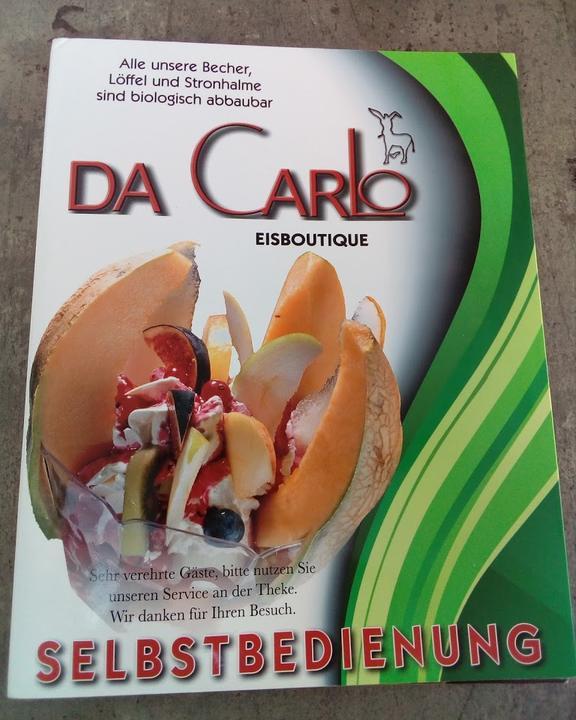 Alle unsere Becher,
Löffel und Stronhalme
sind biologisch abbaubar
DA CARLO
EISBOUTIQUE
Sehr verehrte Gäste, bitte nutzen Sie
unseren Service an der Theke.
Wir danken für Ihren Besuch.
SELBSTBEDIENUNG